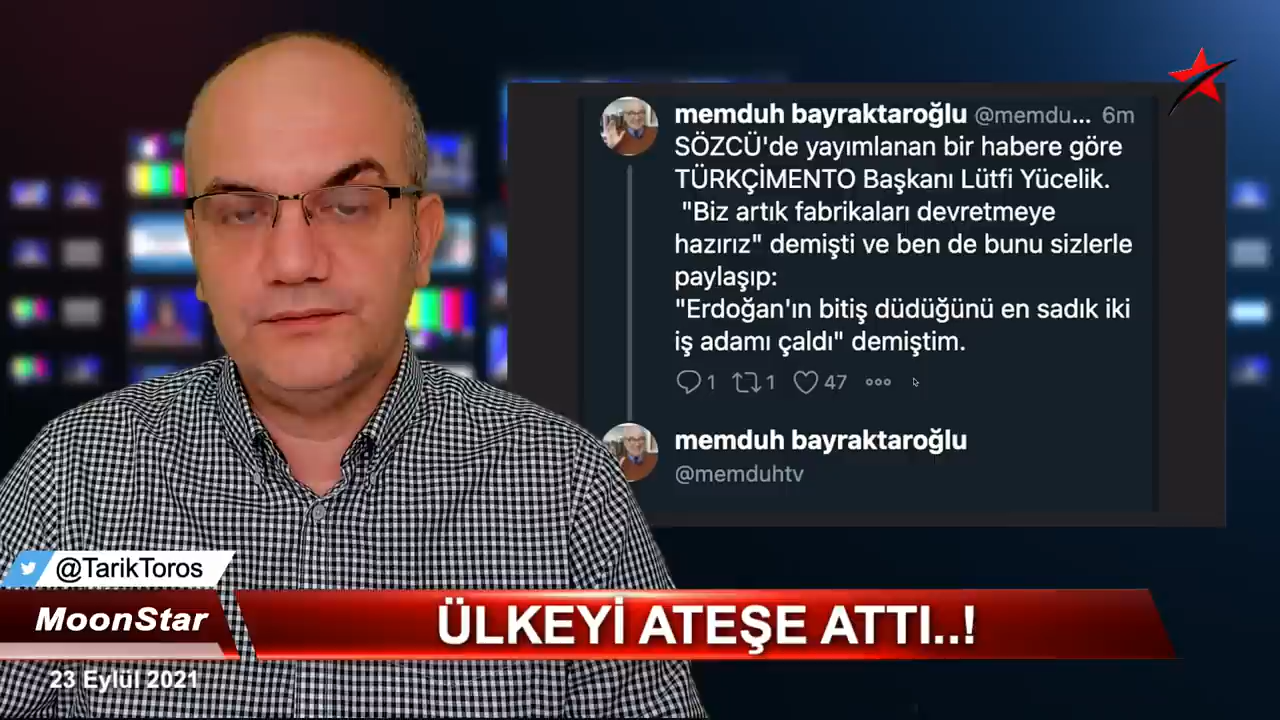 memduh bayraktaroğlu @memdu... 6m
SÖZCÜ'de yayımlanan bir habere göre
TÜRKÇİMENTO Başkanı Lütfi Yücelik.
"Biz artık fabrikaları devretmeye
hazırız" demişti ve ben de bunu sizlerle
paylaşıp:
"Erdoğan'ın bitiş düdüğünü en sadık iki
iş adamı çaldı" demiştim.
1 1 47
memduh bayraktaroğlu
@memduhtv
@TarikToros
MoonStar
ÜLKEYİ ATEŞE ATTI..!
23 Eylül 2021